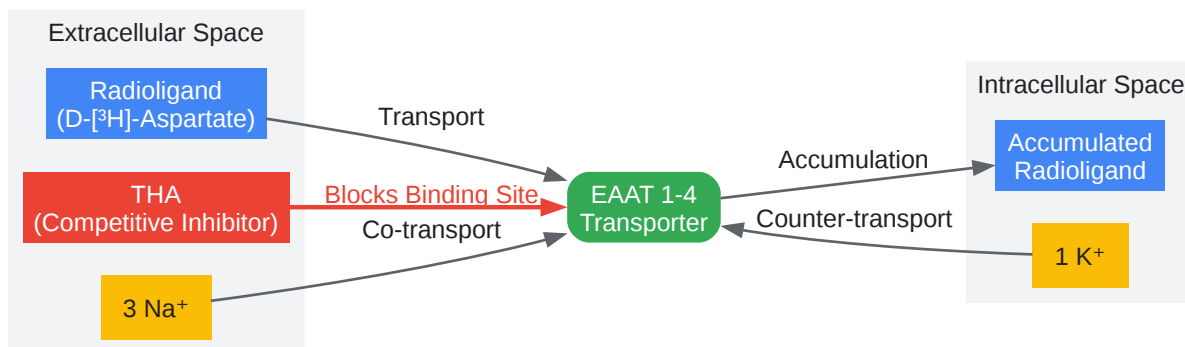 Extracellular Space
Radioligand
(D-[³H]-Aspartate)
Transport
THA
(Competitive Inhibitor)
Blocks Binding Site
Co-transport
3 Na⁺
EAAT 1-4
Transporter
Accumulation
Counter-transport
Intracellular Space
Accumulated
Radioligand
1 K⁺